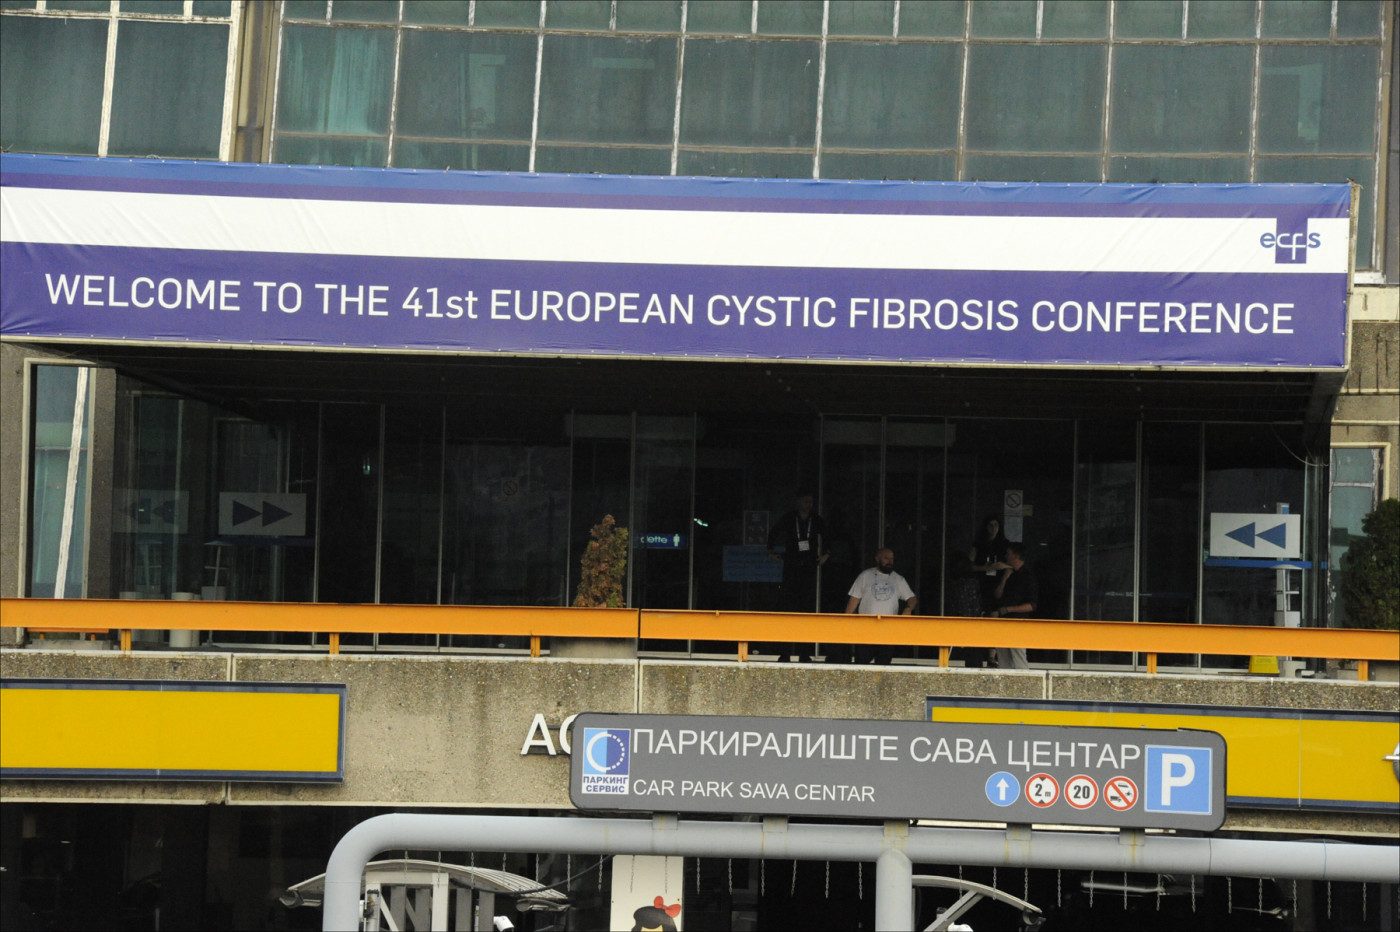 ecfs
WELCOME TO THE 41st EUROPEAN CYSTIC FIBROSIS CONFERENCE
ПАРКИРАЛИШТЕ САВА ЦЕНТАР
ПАРКИНГ
СЕРВИС
CAR PARK SAVA CENTAR
2m
20
P